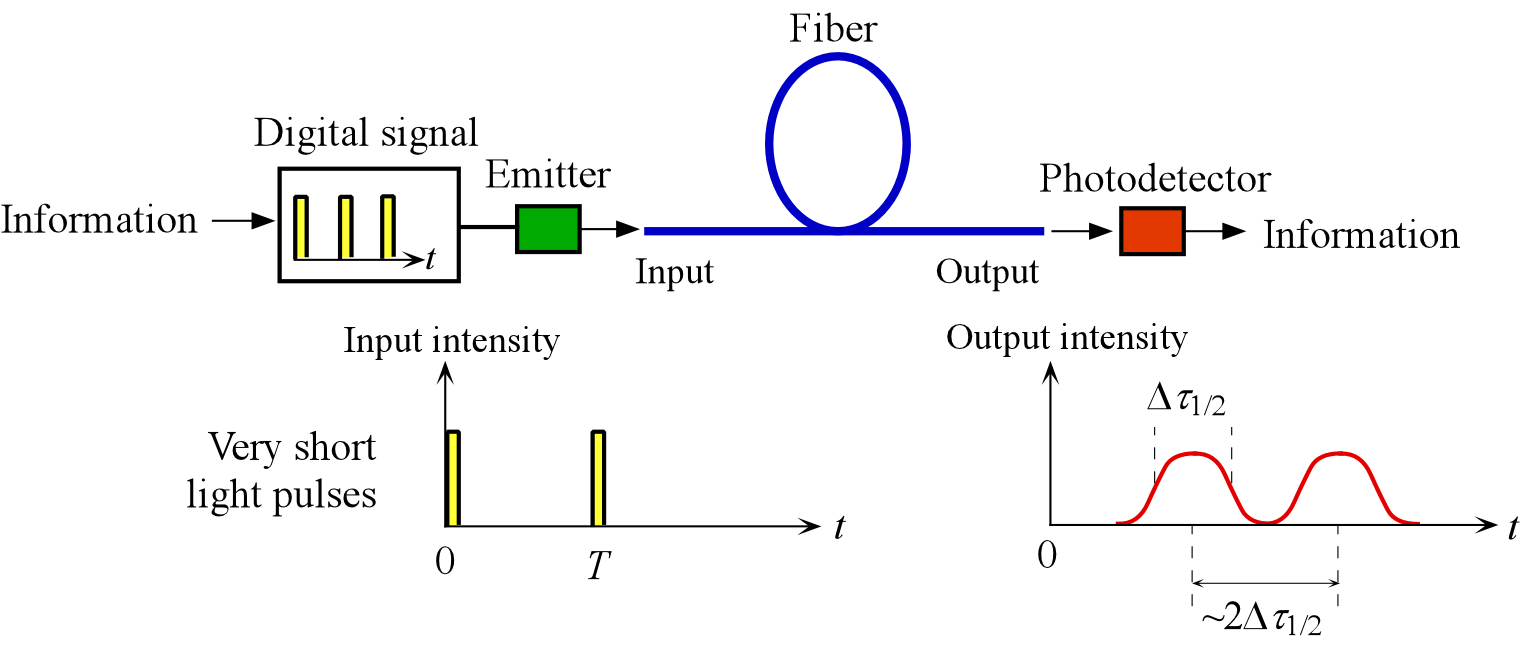 Fiber
Digital signal
Emitter
Photodetector
Information
t
Information
Input
Output
Input intensity
Output intensity
Δτ1/2
Very short
light pulses
t
t
0
T
0
~2Δτ1/2